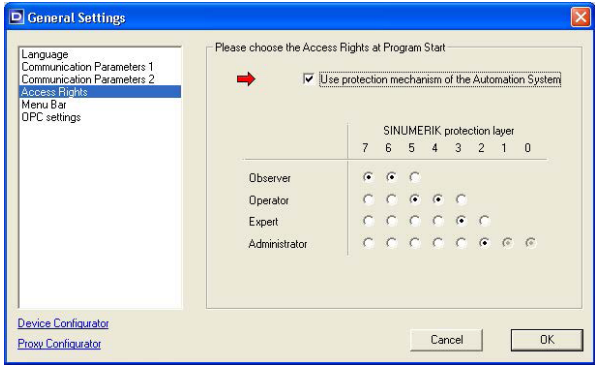 General Settings
Language
Communication Parameters 1
Communication Parameters 2
Access Rights
Menu Bar
OPC settings
Please choose the Access Rights at Program Start
Use protection mechanism of the Automation System
SINUMERIK protection layer
7 6 5 4 3 2 1 0
Observer
Operator
Expert
Administrator
Device Configurator
Proxy Configurator
Cancel
OK